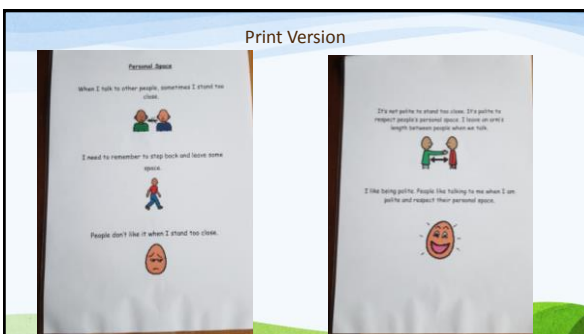 Print Version
Personal Space
When I talk to other people, sometimes I stand too
close.
I need to remember to step back and leave some
space.
People don't like it when I stand too close.
It's not polite to stand too close. It's polite to
respect people's personal space. I leave an arm's
length between people when we talk.
I like being polite. People like talking to me when I am
polite and respect their personal space.